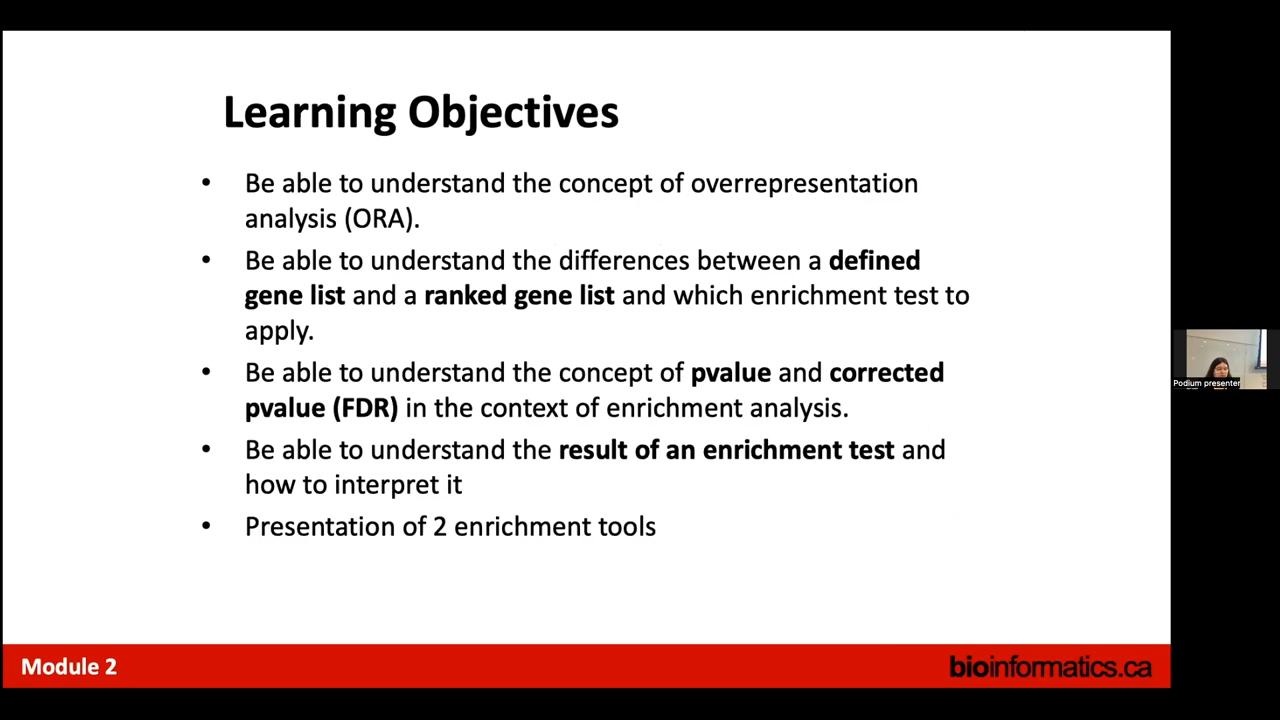 Learning Objectives
• Be able to understand the concept of overrepresentation
analysis (ORA).
• Be able to understand the differences between a defined
gene list and a ranked gene list and which enrichment test to
apply.
• Be able to understand the concept of pvalue and corrected
pvalue (FDR) in the context of enrichment analysis.
• Be able to understand the result of an enrichment test and
how to interpret it
• Presentation of 2 enrichment tools
Podium presenter
Module 2
bioinformatics.ca